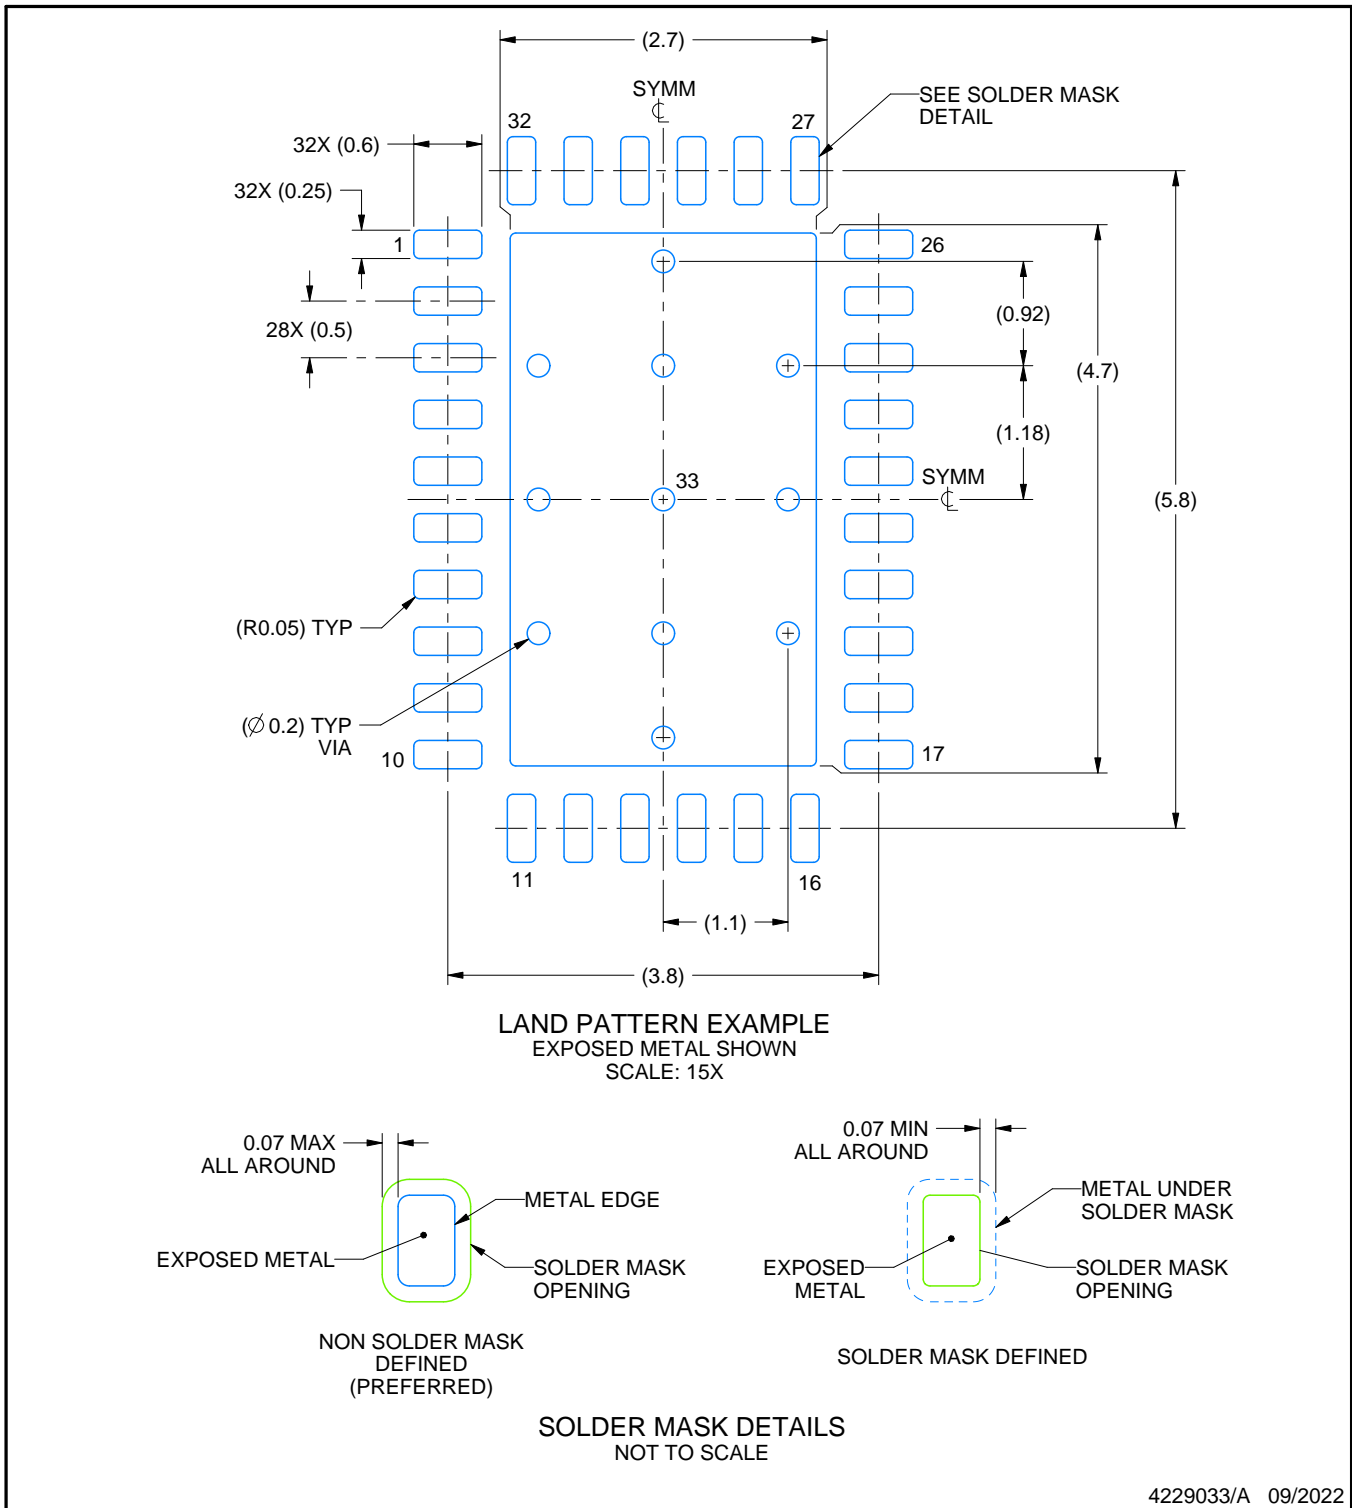 (2.7)
SYMM
32
27
SEE SOLDER MASK
DETAIL
32X (0.6)
32X (0.25)
1
26
(0.92)
28X (0.5)
(4.7)
(1.18)
33
SYMM
(5.8)
(R0.05) TYP
(Ø0.2) TYP
VIA
10
17
11
16
(1.1)
(3.8)
LAND PATTERN EXAMPLE
EXPOSED METAL SHOWN
SCALE: 15X
0.07 MAX
ALL AROUND
METAL EDGE
EXPOSED METAL
SOLDER MASK
OPENING
NON SOLDER MASK
DEFINED
(PREFERRED)
0.07 MIN
ALL AROUND
METAL UNDER
SOLDER MASK
EXPOSED
METAL
SOLDER MASK
OPENING
SOLDER MASK DEFINED
SOLDER MASK DETAILS
NOT TO SCALE
4229033/A 09/2022